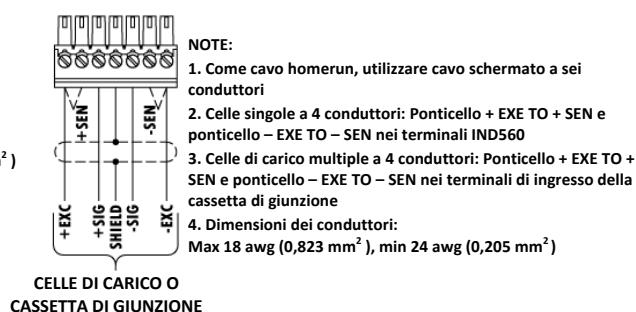 NOTE:
1. Come cavo homerun, utilizzare cavo schermato a sei
conduttori
2. Celle singole a 4 conduttori: Ponticello + EXE TO + SEN e
ponticello – EXE TO – SEN nei terminali IND560
3. Celle di carico multiple a 4 conduttori: Ponticello + EXE TO +
SEN e ponticello – EXE TO – SEN nei terminali di ingresso della
cassetta di giunzione
4. Dimensioni dei conduttori:
Max 18 awg (0,823 mm²), min 24 awg (0,205 mm²)
m²)
+SEN
-SEN
+EXC
+SIG
SHIELD
-SIG
-EXC
CELLE DI CARICO O
CASSETTA DI GIUNZIONE